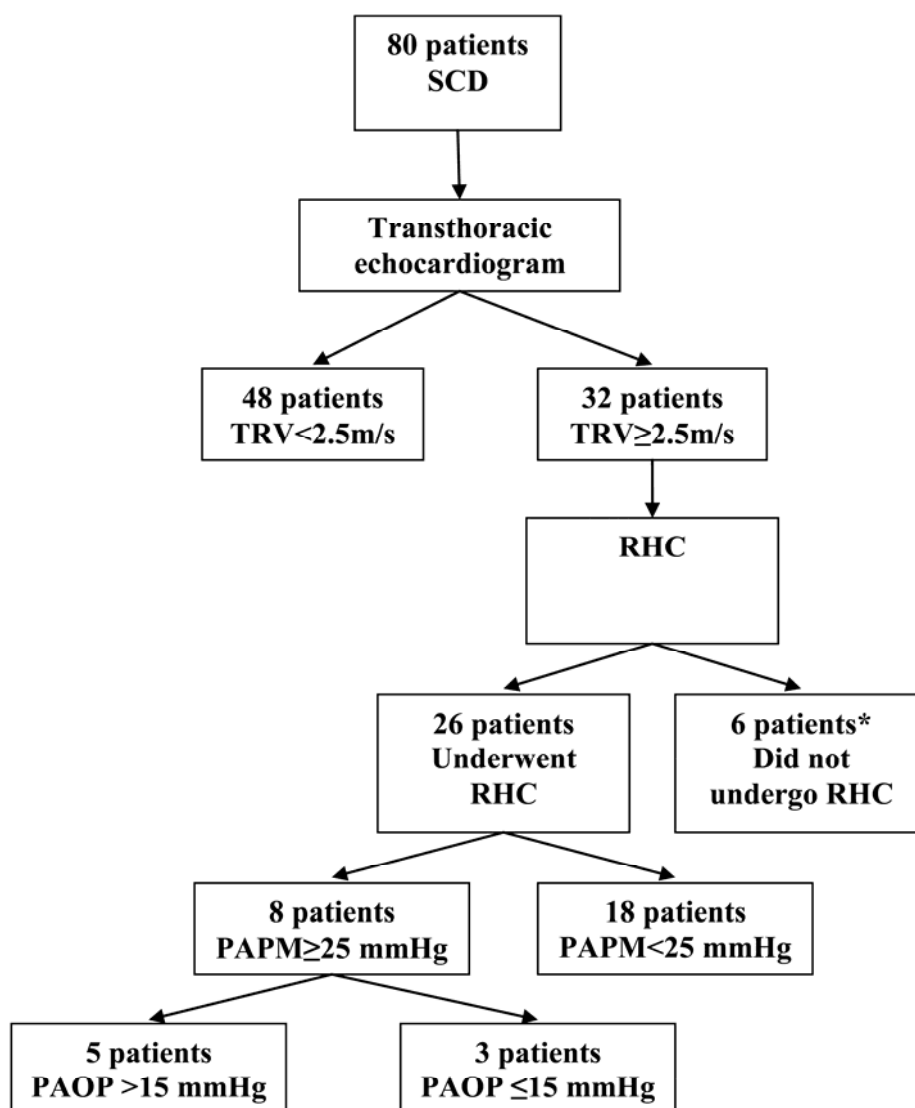 80 patients
SCD
Transthoracic
echocardiogram
48 patients
TRV<2.5m/s
32 patients
TRV≥2.5m/s
RHC
26 patients
Underwent
RHC
6 patients*
Did not
undergo RHC
8 patients
PAPM≥25 mmHg
18 patients
PAPM<25 mmHg
5 patients
PAOP >15 mmHg
3 patients
PAOP ≤15 mmHg